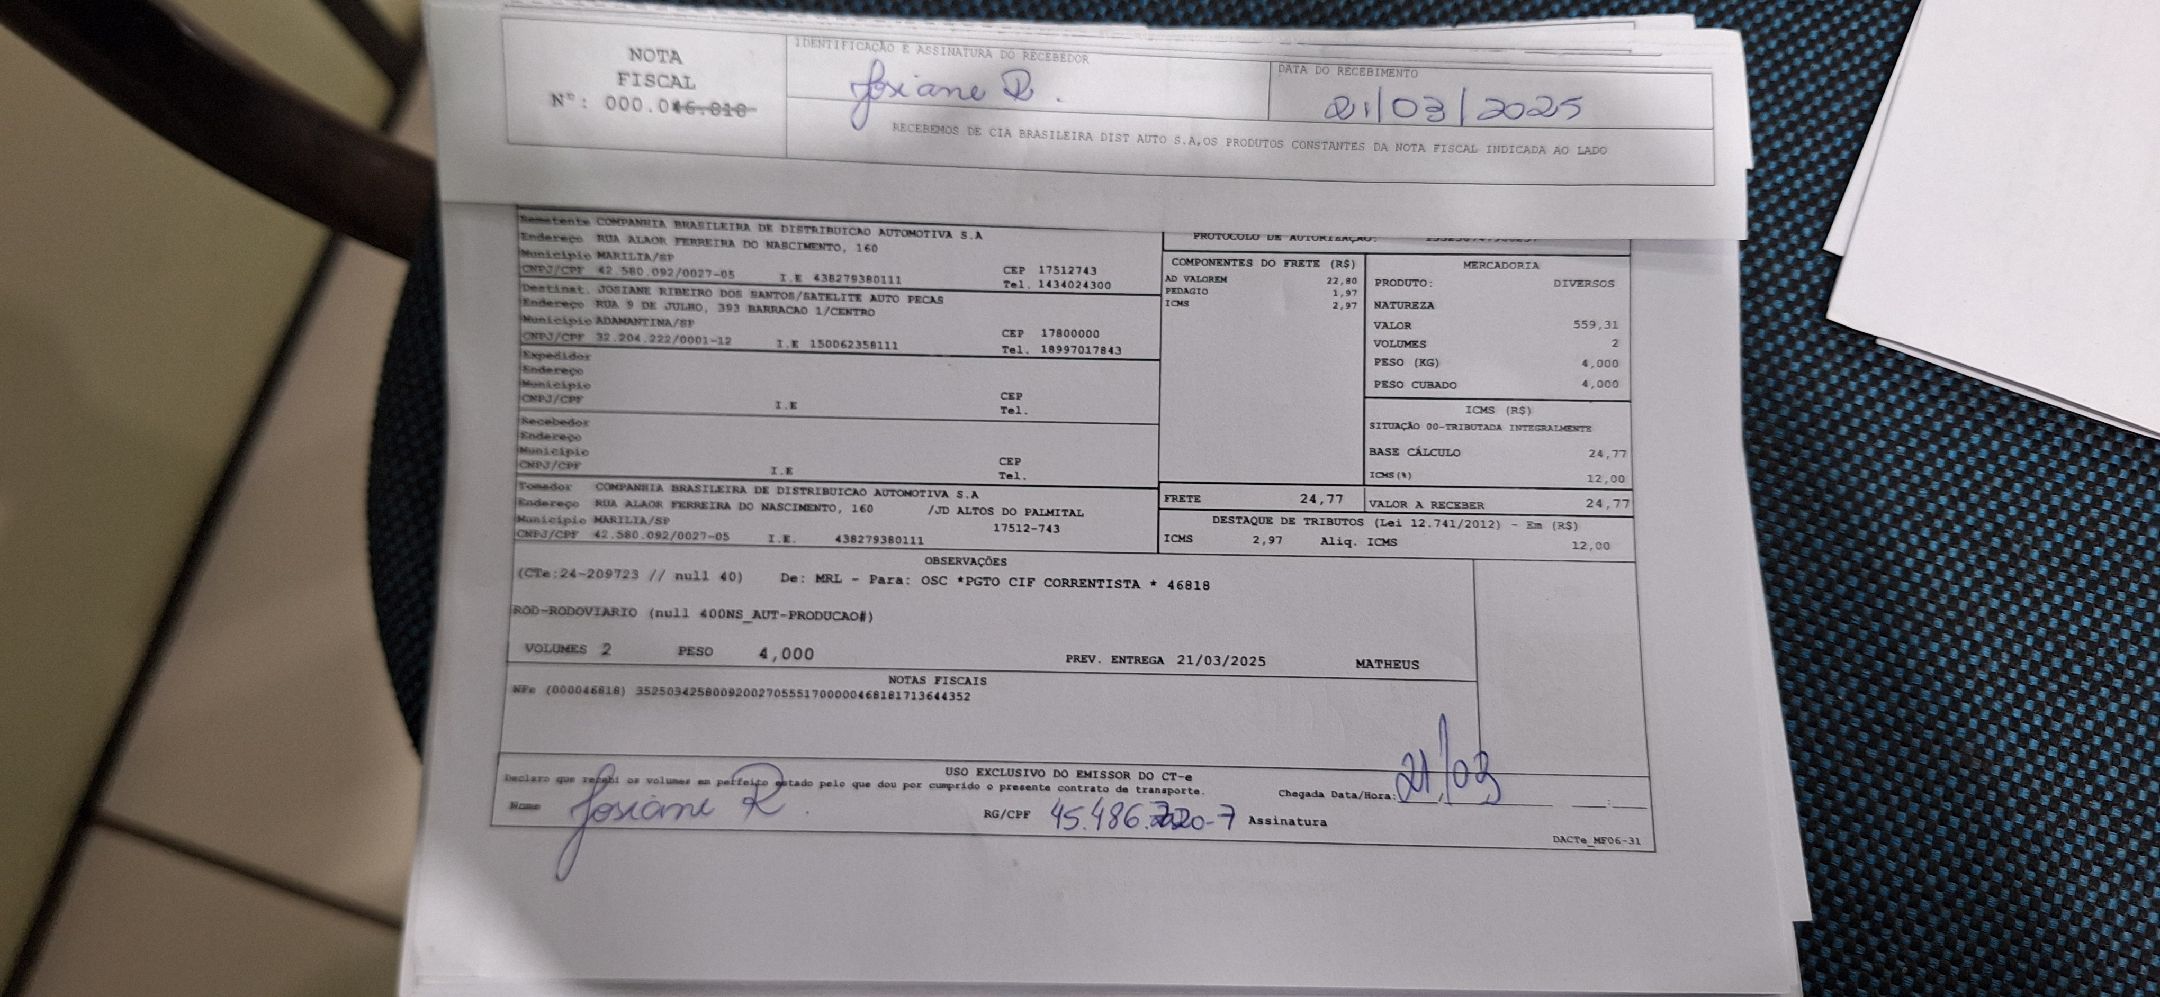 NOTA
FISCAL
Nº: 000.046.818
IDENTIFICAÇÃO E ASSINATURA DO RECEBEDOR
Josiane R.
DATA DO RECEBIMENTO
21/03/2025
RECEBEMOS DE CIA BRASILEIRA DIST AUTO S.A,OS PRODUTOS CONSTANTES DA NOTA FISCAL INDICADA AO LADO
Remetente COMPANHIA BRASILEIRA DE DISTRIBUICAO AUTOMOTIVA S.A
Endereço RUA ALAOR FERREIRA DO NASCIMENTO, 160
Município MARILIA/SP CEP 17512743
CNPJ/CPF 42.580.092/0027-05 I.E 438279380111 Tel. 1434024300
Destinat. JOSIANE RIBEIRO DOS SANTOS/SATELITE AUTO PECAS
Endereço RUA 9 DE JULHO, 393 BARRACAO 1/CENTRO
Município ADAMANTINA/SP CEP 17800000
CNPJ/CPF 32.204.222/0001-12 I.E 150062358111 Tel. 18997017843
Expedidor
Endereço
Município CEP
CNPJ/CPF I.E Tel.
Recebedor
Endereço
Município CEP
CNPJ/CPF I.E Tel.
Tomador COMPANHIA BRASILEIRA DE DISTRIBUICAO AUTOMOTIVA S.A
Endereço RUA ALAOR FERREIRA DO NASCIMENTO, 160 /JD ALTOS DO PALMITAL
Município MARILIA/SP 17512-743
CNPJ/CPF 42.580.092/0027-05 I.E. 438279380111
PROTOCOLO DE AUTORIZAÇÃO:
COMPONENTES DO FRETE (R$)
AD VALOREM 22,80
PEDAGIO 1,97
ICMS 2,97
MERCADORIA
PRODUTO: DIVERSOS
NATUREZA
VALOR 559,31
VOLUMES 2
PESO (KG) 4,000
PESO CUBADO 4,000
ICMS (R$)
SITUAÇÃO 00-TRIBUTADA INTEGRALMENTE
BASE CÁLCULO 24,77
ICMS(%) 12,00
FRETE 24,77 VALOR A RECEBER 24,77
DESTAQUE DE TRIBUTOS (Lei 12.741/2012) - Em (R$)
ICMS 2,97 Aliq. ICMS 12,00
OBSERVAÇÕES
(CTe:24-209723 // null 40) De: MRL - Para: OSC *PGTO CIF CORRENTISTA * 46818
ROD-RODOVIARIO (null 400NS_AUT-PRODUCAO#)
VOLUMES 2 PESO 4,000 PREV. ENTREGA 21/03/2025 MATHEUS
NOTAS FISCAIS
NFe (000046818) 35250342580092002705551700000468181713644352
USO EXCLUSIVO DO EMISSOR DO CT-e
Declaro que recebi os volumes em perfeito estado pelo que dou por cumprido o presente contrato de transporte.
Chegada Data/Hora: 21/03 __:__
Nome Josiane R. RG/CPF 45.486. Assinatura
DACTe_MF06-31